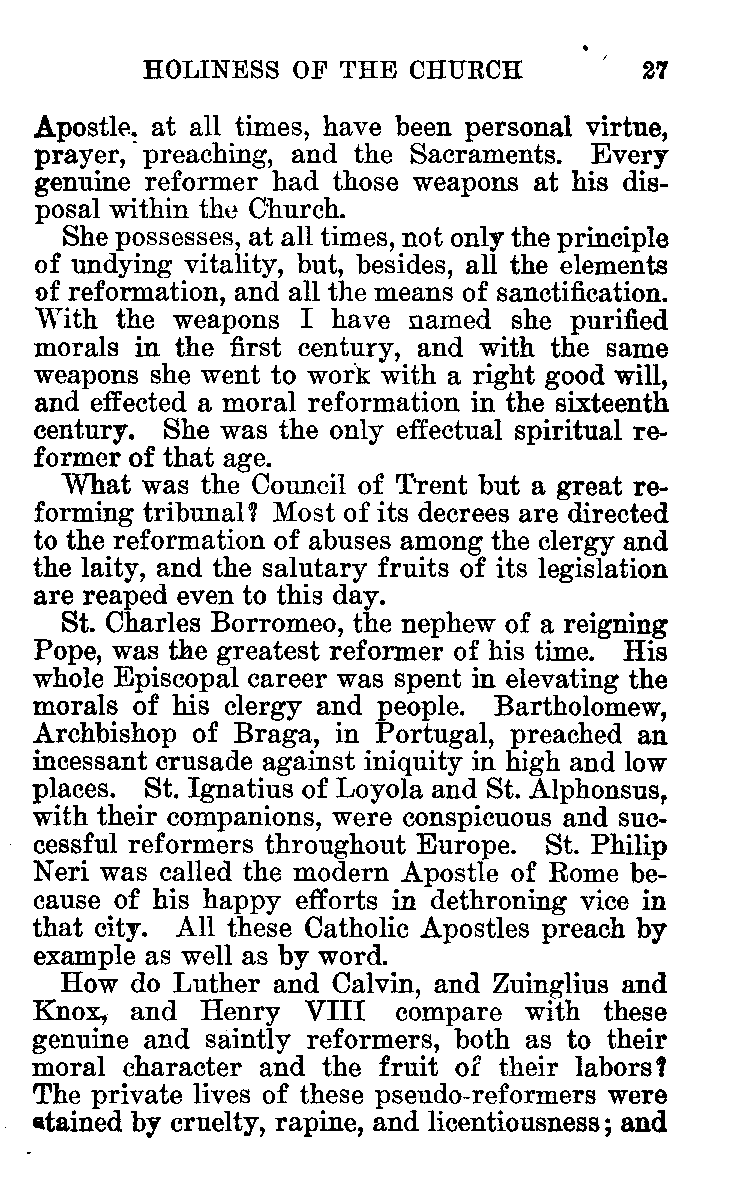 HOLINESS OF THE CHURCH 27
Apostle. at all times, have been personal virtue,
prayer, preaching, and the Sacraments. Every
genuine reformer had those weapons at his dis-
posal within the Church.
She possesses, at all times, not only the principle
of undying vitality, but, besides, all the elements
of reformation, and all the means of sanctification.
With the weapons I have named she purified
morals in the first century, and with the same
weapons she went to work with a right good will,
and effected a moral reformation in the sixteenth
century. She was the only effectual spiritual re-
former of that age.
What was the Council of Trent but a great re-
forming tribunal? Most of its decrees are directed
to the reformation of abuses among the clergy and
the laity, and the salutary fruits of its legislation
are reaped even to this day.
St. Charles Borromeo, the nephew of a reigning
Pope, was the greatest reformer of his time. His
whole Episcopal career was spent in elevating the
morals of his clergy and people. Bartholomew,
Archbishop of Braga, in Portugal, preached an
incessant crusade against iniquity in high and low
places. St. Ignatius of Loyola and St. Alphonsus,
with their companions, were conspicuous and suc-
cessful reformers throughout Europe. St. Philip
Neri was called the modern Apostle of Rome be-
cause of his happy efforts in dethroning vice in
that city. All these Catholic Apostles preach by
example as well as by word.
How do Luther and Calvin, and Zuinglius and
Knox, and Henry VIII compare with these
genuine and saintly reformers, both as to their
moral character and the fruit of their labors?
The private lives of these pseudo-reformers were
stained by cruelty, rapine, and licentiousness; and